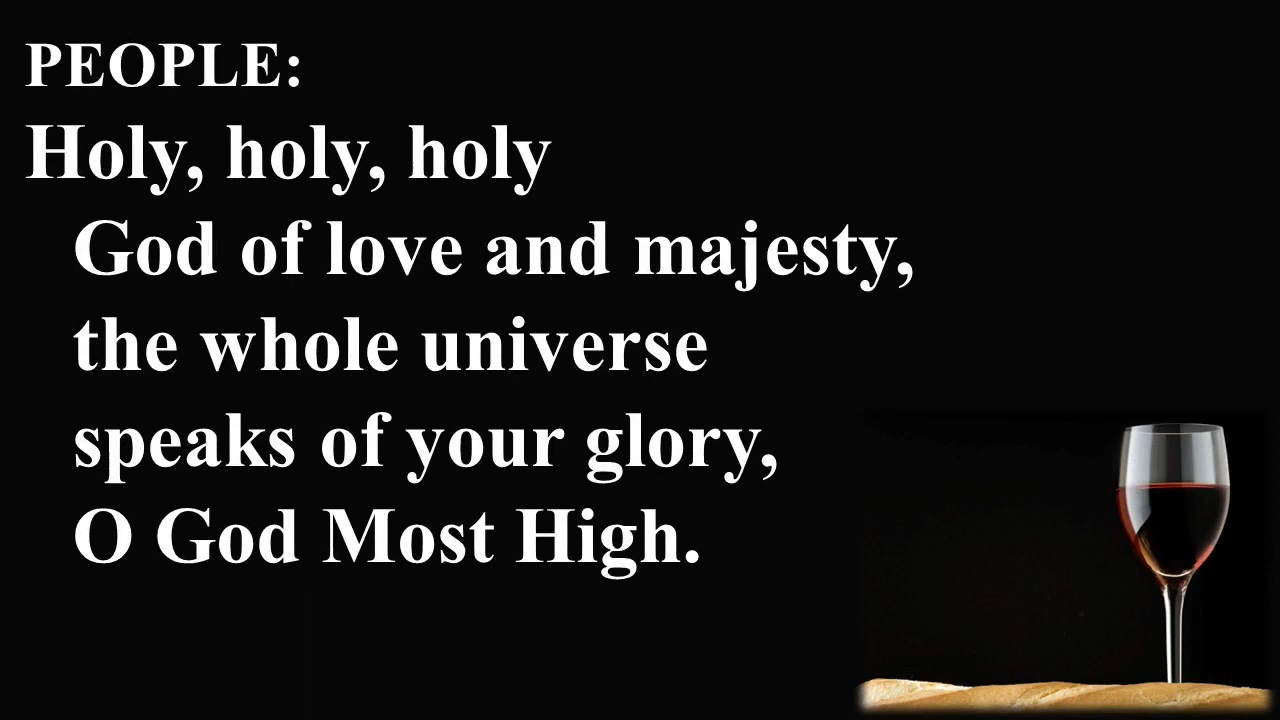 PEOPLE:
Holy, holy, holy
God of love and majesty,
the whole universe
speaks of your glory,
O God Most High.